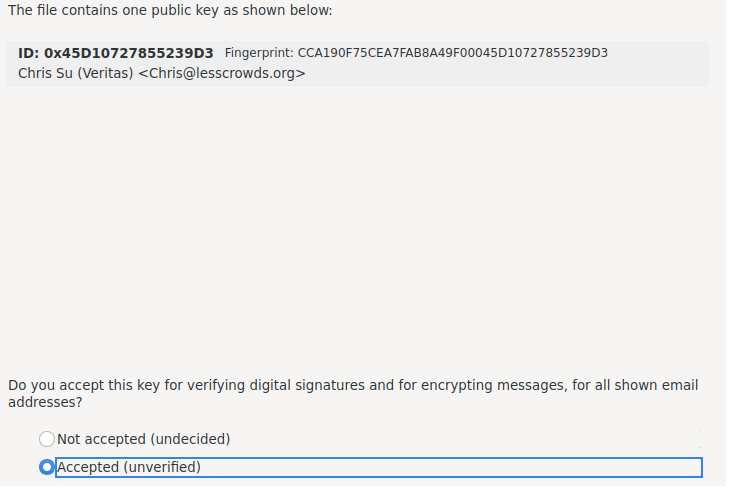 The file contains one public key as shown below:
ID: 0x45D10727855239D3 Fingerprint: CCA190F75CEA7FAB8A49F00045D10727855239D3
Chris Su (Veritas) <Chris@lesscrowds.org>
Do you accept this key for verifying digital signatures and for encrypting messages, for all shown email
addresses?
Not accepted (undecided)
Accepted (unverified)